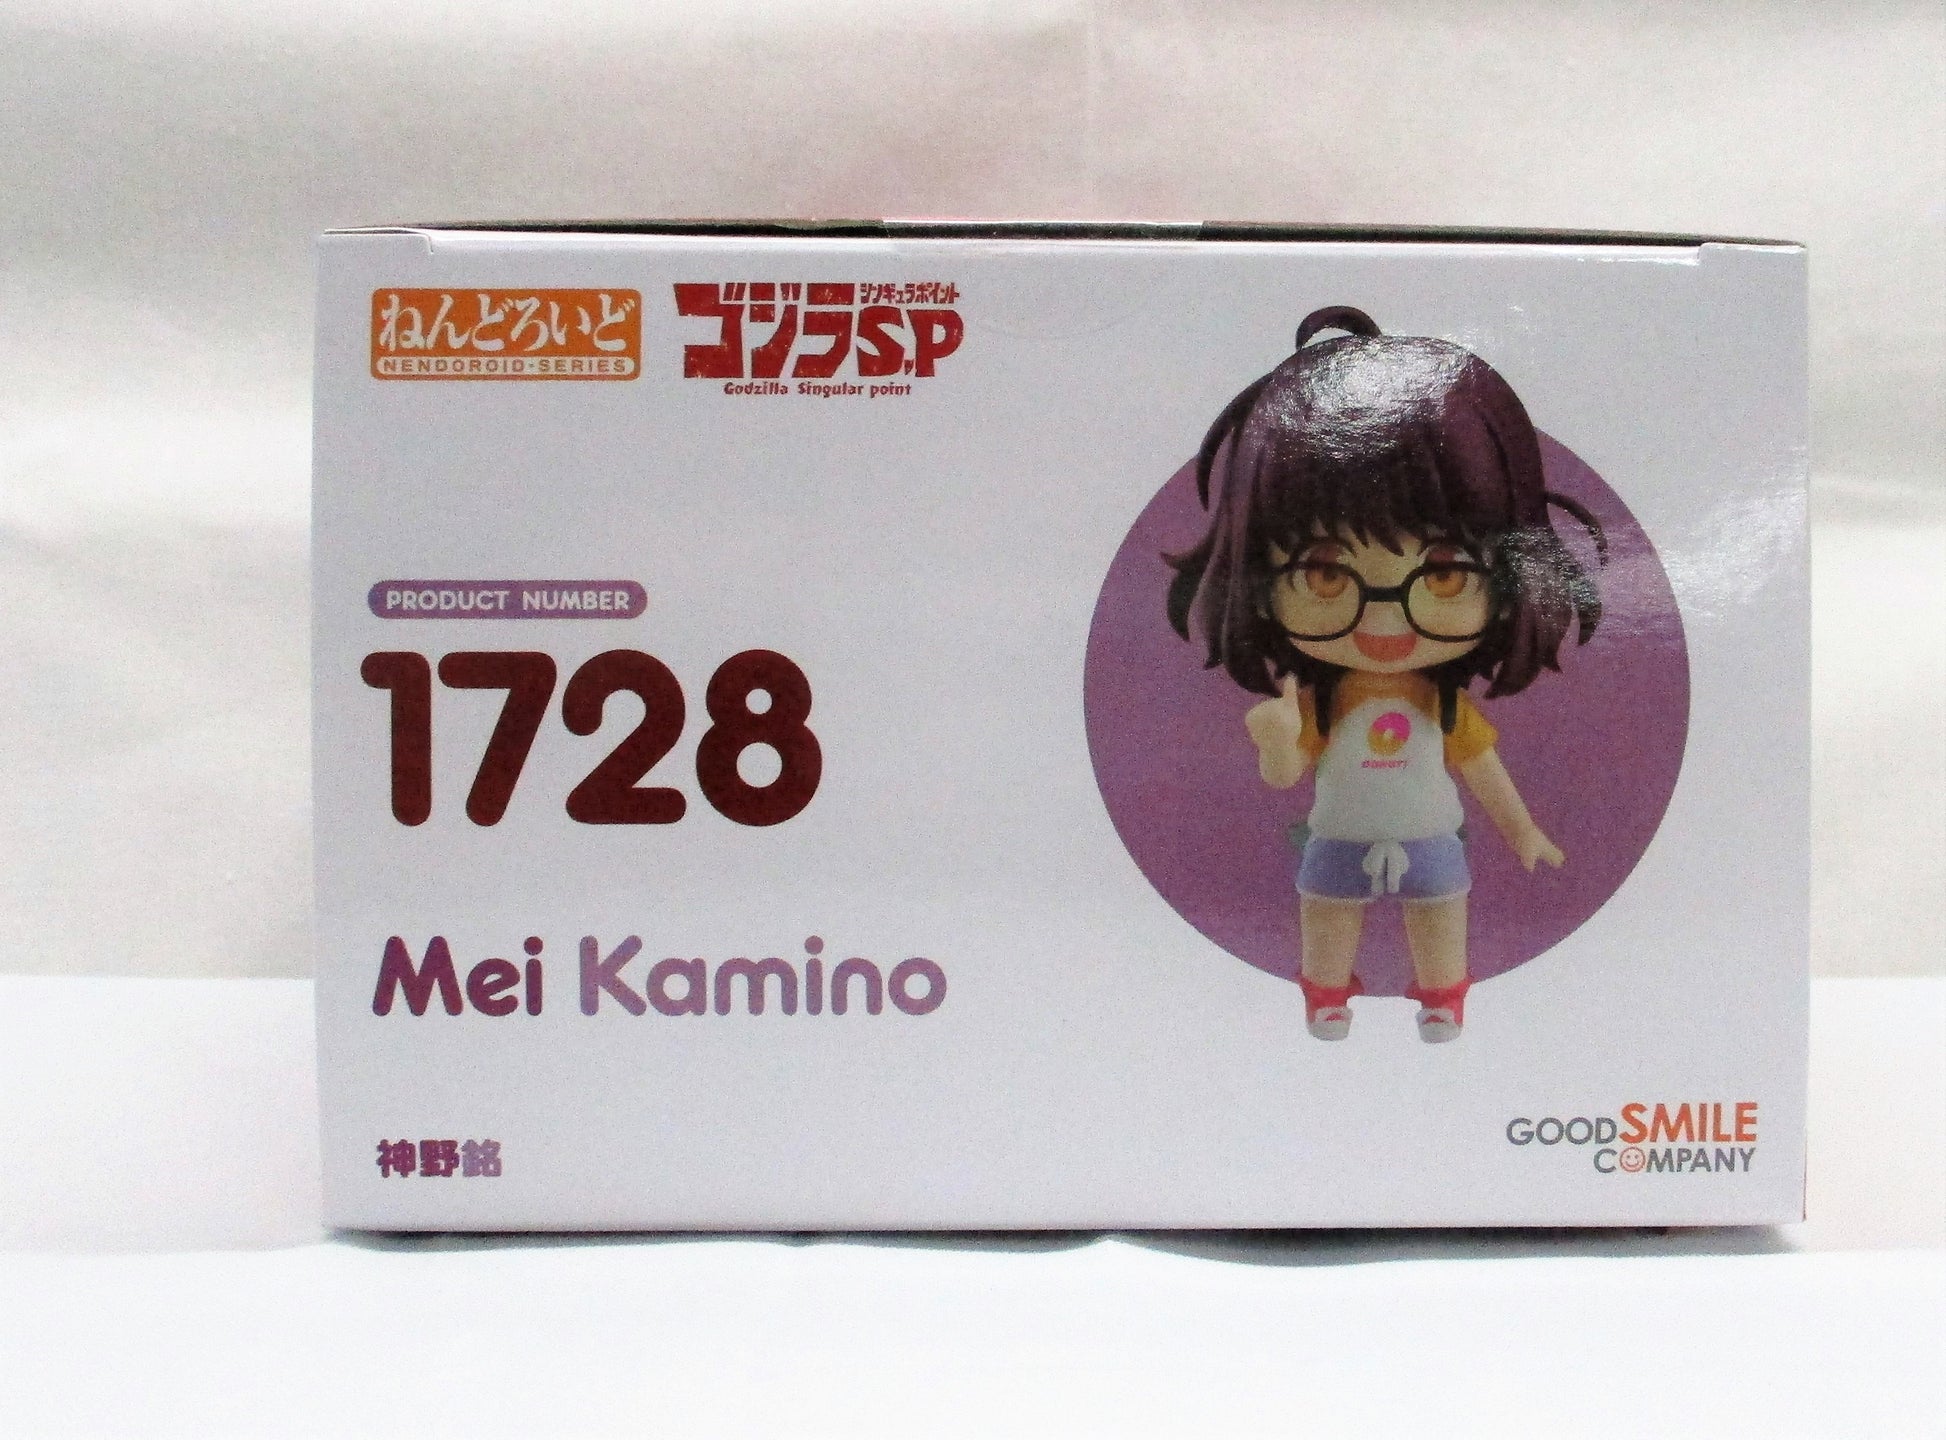 ねんどろいど
NENDOROID·SERIES
シンギュラポイント
ゴジラS.P
Godzilla Singular point
PRODUCT NUMBER
1728
Mei Kamino
神野銘
GOOD SMILE
COMPANY